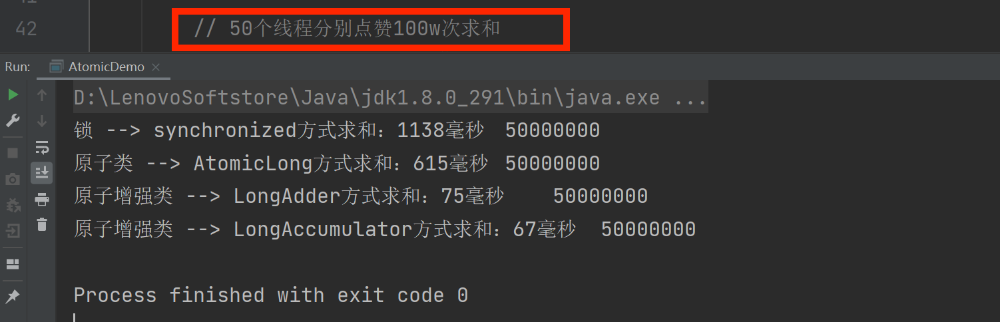 42 // 50个线程分别点赞100w次求和
Run: AtomicDemo
D:\LenovoSoftstore\Java\jdk1.8.0_291\bin\java.exe ...
锁 --> synchronized方式求和：1138毫秒 50000000
原子类 --> AtomicLong方式求和：615毫秒 50000000
原子增强类 --> LongAdder方式求和：75毫秒 50000000
原子增强类 --> LongAccumulator方式求和：67毫秒 50000000
Process finished with exit code 0